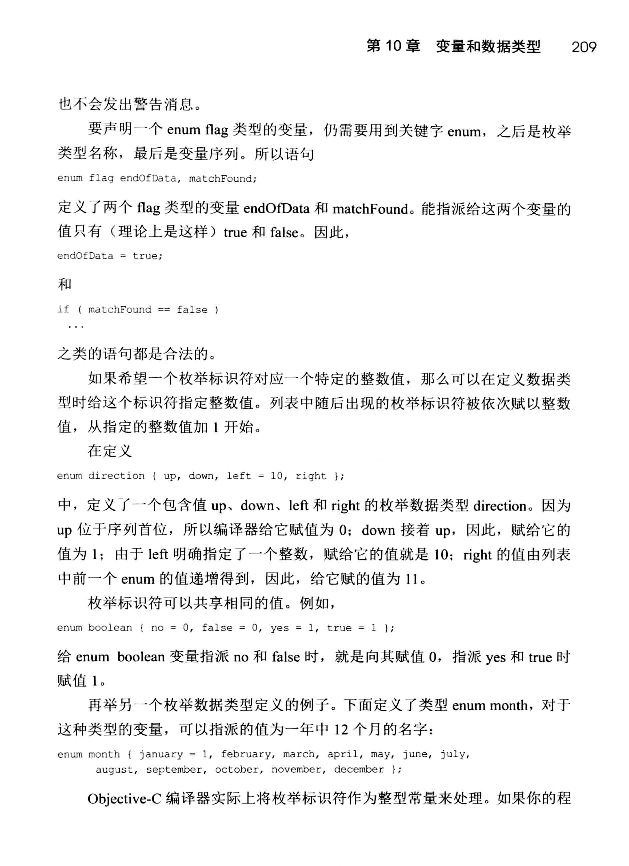 第 10 章 变量和数据类型 209
也不会发出警告消息。
要声明一个 enum flag 类型的变量，仍需要用到关键字 enum，之后是枚举
类型名称，最后是变量序列。所以语句
enum flag endOfData, matchFound;
定义了两个 flag 类型的变量 endOfData 和 matchFound。能指派给这两个变量的
值只有（理论上是这样）true 和 false。因此，
endOfData = true;
和
if ( matchFound == false )
...
之类的语句都是合法的。
如果希望一个枚举标识符对应一个特定的整数值，那么可以在定义数据类
型时给这个标识符指定整数值。列表中随后出现的枚举标识符被依次赋以整数
值，从指定的整数值加 1 开始。
在定义
enum direction { up, down, left = 10, right };
中，定义了一个包含值 up、down、left 和 right 的枚举数据类型 direction。因为
up 位于序列首位，所以编译器给它赋值为 0；down 接着 up，因此，赋给它的
值为 1；由于 left 明确指定了一个整数，赋给它的值就是 10；right 的值由列表
中前一个 enum 的值递增得到，因此，给它赋的值为 11。
枚举标识符可以共享相同的值。例如，
enum boolean { no = 0, false = 0, yes = 1, true = 1 };
给 enum boolean 变量指派 no 和 false 时，就是向其赋值 0，指派 yes 和 true 时
赋值 1。
再举另一个枚举数据类型定义的例子。下面定义了类型 enum month，对于
这种类型的变量，可以指派的值为一年中 12 个月的名字：
enum month { january = 1, february, march, april, may, june, july,
august, september, october, november, december };
Objective-C 编译器实际上将枚举标识符作为整型常量来处理。如果你的程